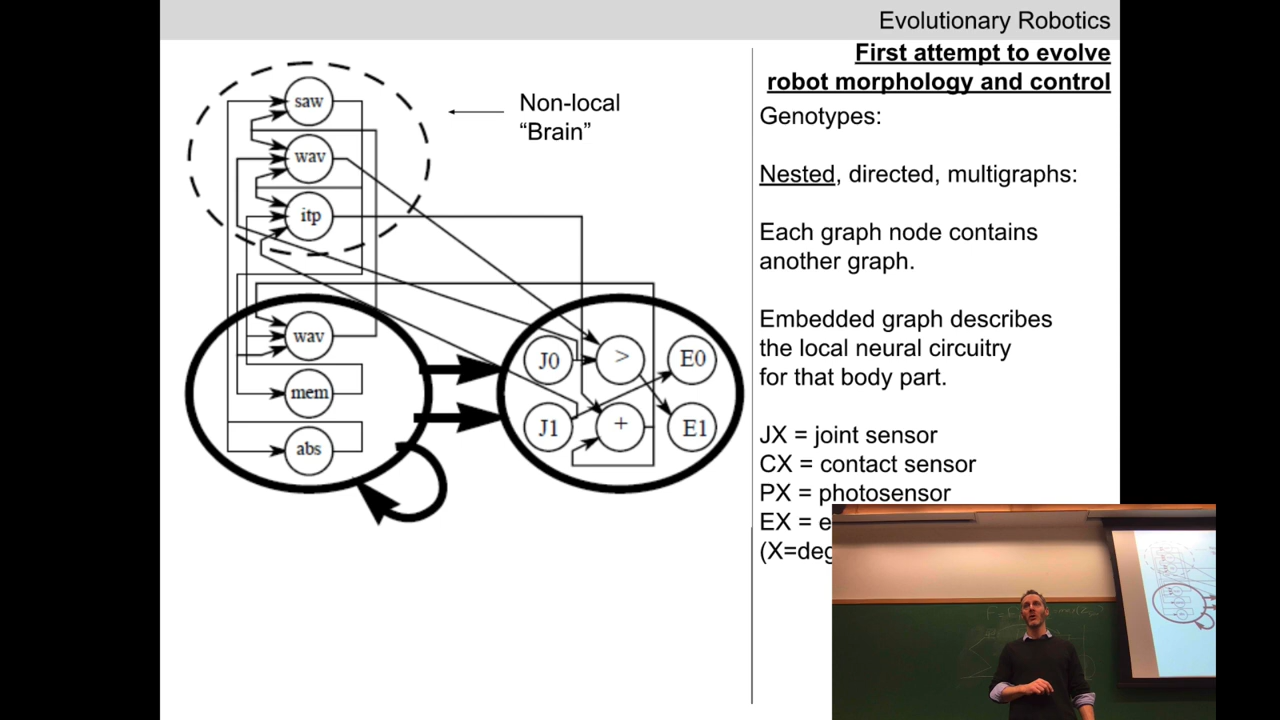 Evolutionary Robotics
First attempt to evolve
robot morphology and control
Genotypes:
Nested, directed, multigraphs:
Each graph node contains
another graph.
Embedded graph describes
the local neural circuitry
for that body part.
JX = joint sensor
CX = contact sensor
PX = photosensor
EX = e
(X=deg
Non-local
“Brain”
saw
wav
itp
wav
mem
abs
J0
>
E0
J1
+
E1